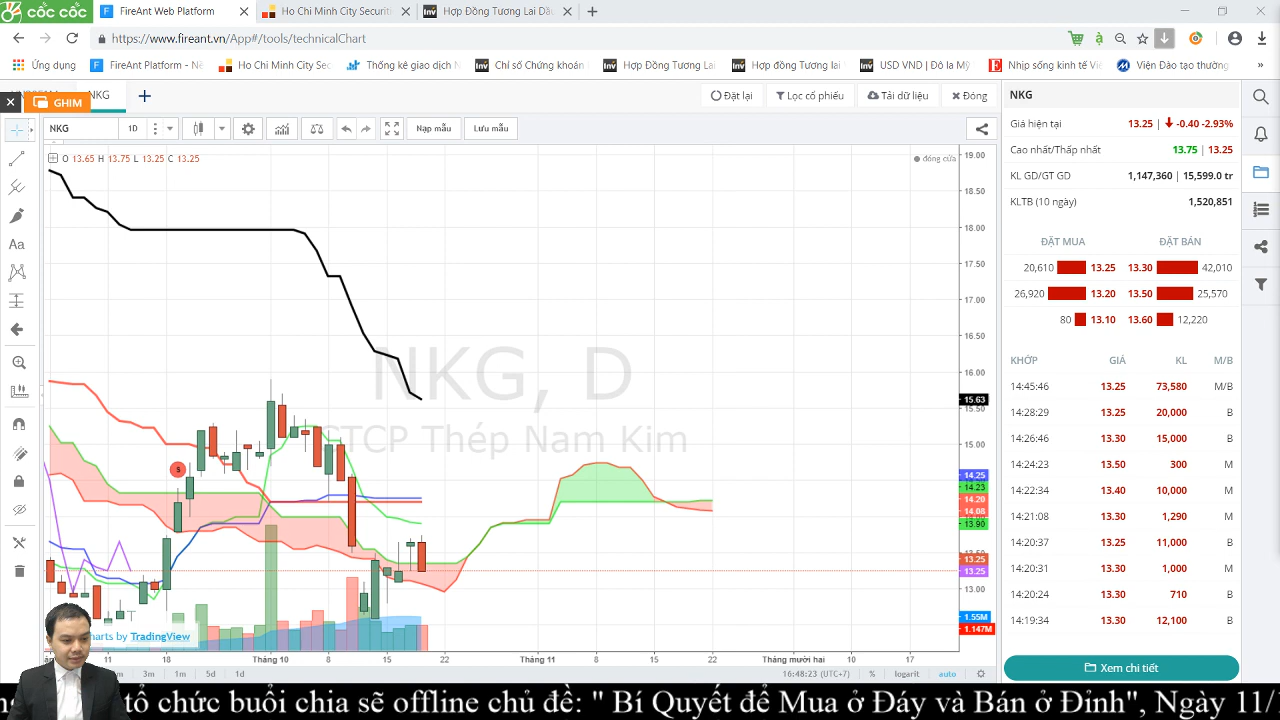 cốc cốc
FireAnt Web Platform
Ho Chi Minh City Securiti
Hợp Đồng Tương Lai Dầu
https://www.fireant.vn/App#/tools/technicalChart
Ứng dụng
FireAnt Platform - Nề
Ho Chi Minh City Sec
Thống kê giao dịch N
Chỉ số Chứng khoán
Hợp Đồng Tương Lai
Hợp đồng Tương lai
USD VND | Đô la Mỹ
Nhịp sống kinh tế Vi
Viện Đào tạo thường
GHIM
NKG
Lọc cổ phiếu
Tải dữ liệu
Đóng
NKG
1D
Nạp mẫu
Lưu mẫu
O 13.65 H 13.75 L 13.25 C 13.25
đóng cửa
NKG, D
CTCP Thép Nam Kim
19.00
18.50
18.00
17.50
17.00
16.50
16.00
15.63
15.50
15.00
14.25
14.23
14.20
14.08
13.90
13.25
13.25
13.00
1.55M
1.147M
Charts by TradingView
11
18
Tháng 10
8
15
22
Tháng 11
8
15
22
Tháng mười hai
10
17
3m
1m
5d
1d
16:48:23 (UTC+7)
%
logarit
auto
NKG
Giá hiện tại 13.25 | -0.40 -2.93%
Cao nhất/Thấp nhất 13.75 | 13.25
KL GD/GT GD 1,147,360 | 15,599.0 tr
KLTB (10 ngày) 1,520,851
ĐẶT MUA ĐẶT BÁN
20,610 13.25 13.30 42,010
26,920 13.20 13.50 25,570
80 13.10 13.60 12,220
KHỚP GIÁ KL M/B
14:45:46 13.25 73,580 M/B
14:28:29 13.25 20,000 B
14:26:46 13.30 15,000 B
14:24:23 13.50 300 M
14:22:34 13.40 10,000 M
14:21:08 13.30 1,290 M
14:20:37 13.25 11,000 B
14:20:31 13.30 1,000 M
14:20:24 13.30 710 B
14:19:34 13.30 12,100 B
Xem chi tiết
tổ chức buổi chia sẽ offline chủ đề: " Bí Quyết để Mua ở Đáy và Bán ở Đỉnh", Ngày 11/